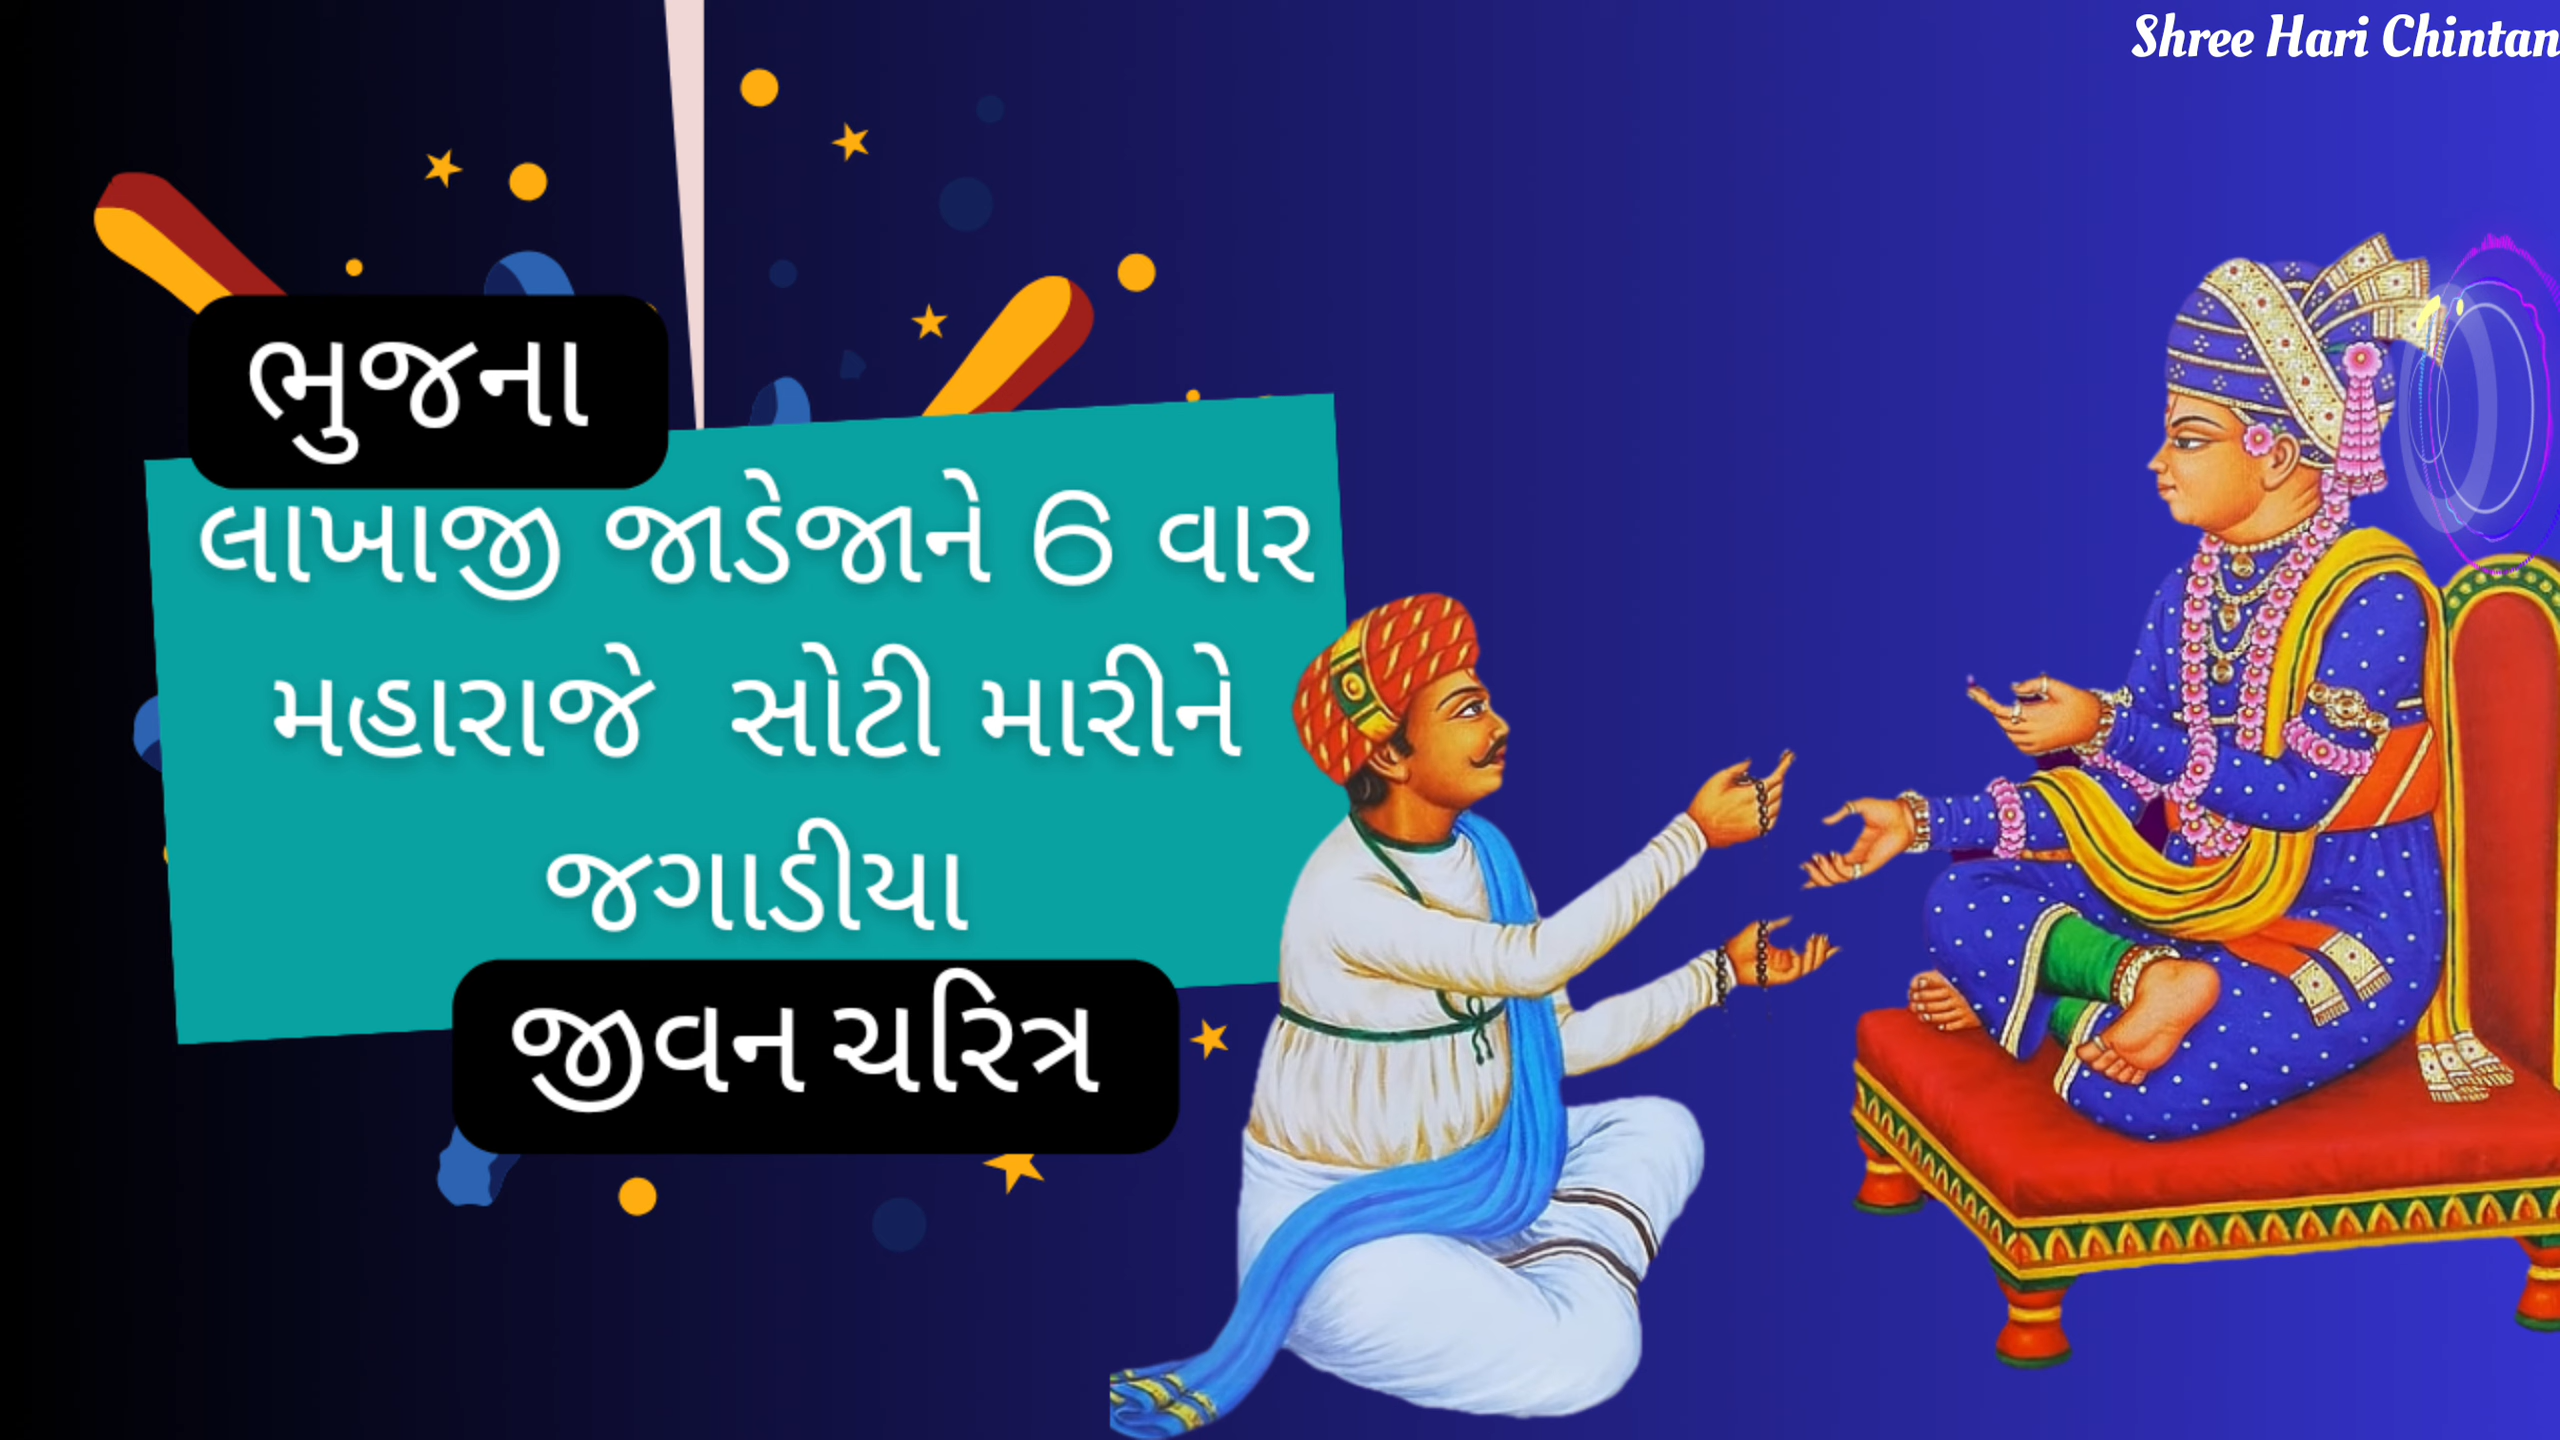 Shree Hari Chintan
ભુજના
લાખાજી જાડેજાને 6 વાર
મહારાજે સોટી મારીને
જગાડીયા
જીવન ચરિત્ર